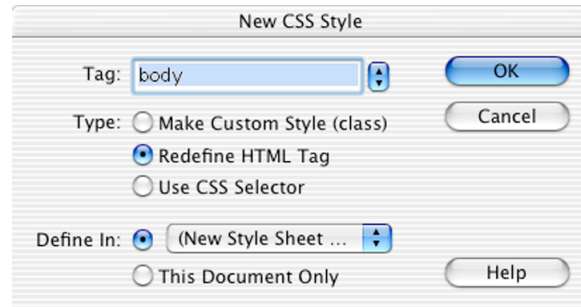 New CSS Style
Tag: body
OK
Type: Make Custom Style (class)
Cancel
Redefine HTML Tag
Use CSS Selector
Define In: (New Style Sheet ...
This Document Only
Help